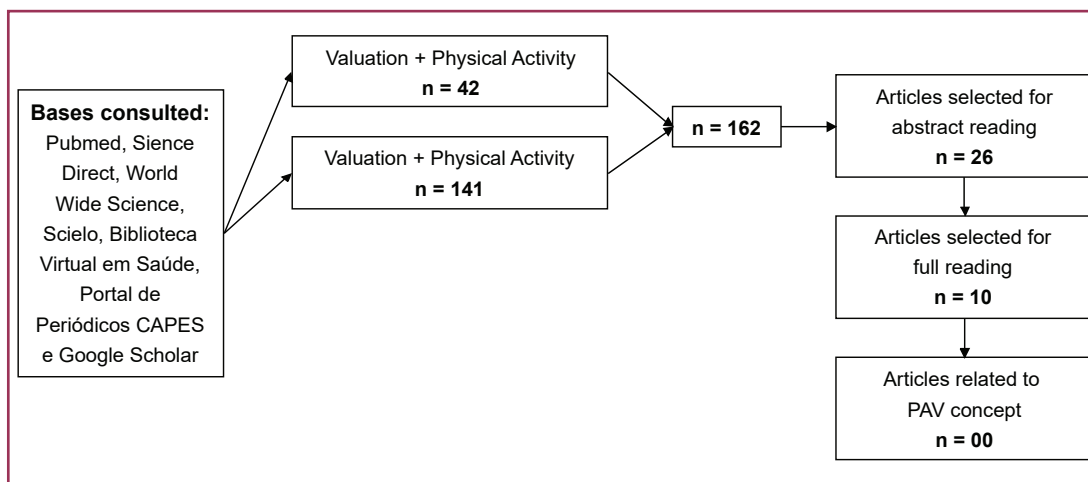 Bases consulted:
Pubmed, Sience
Direct, World
Wide Science,
Scielo, Biblioteca
Virtual em Saúde,
Portal de
Periódicos CAPES
e Google Scholar
Valuation + Physical Activity
n = 42
Valuation + Physical Activity
n = 141
n = 162
Articles selected for
abstract reading
n = 26
Articles selected for
full reading
n = 10
Articles related to
PAV concept
n = 00